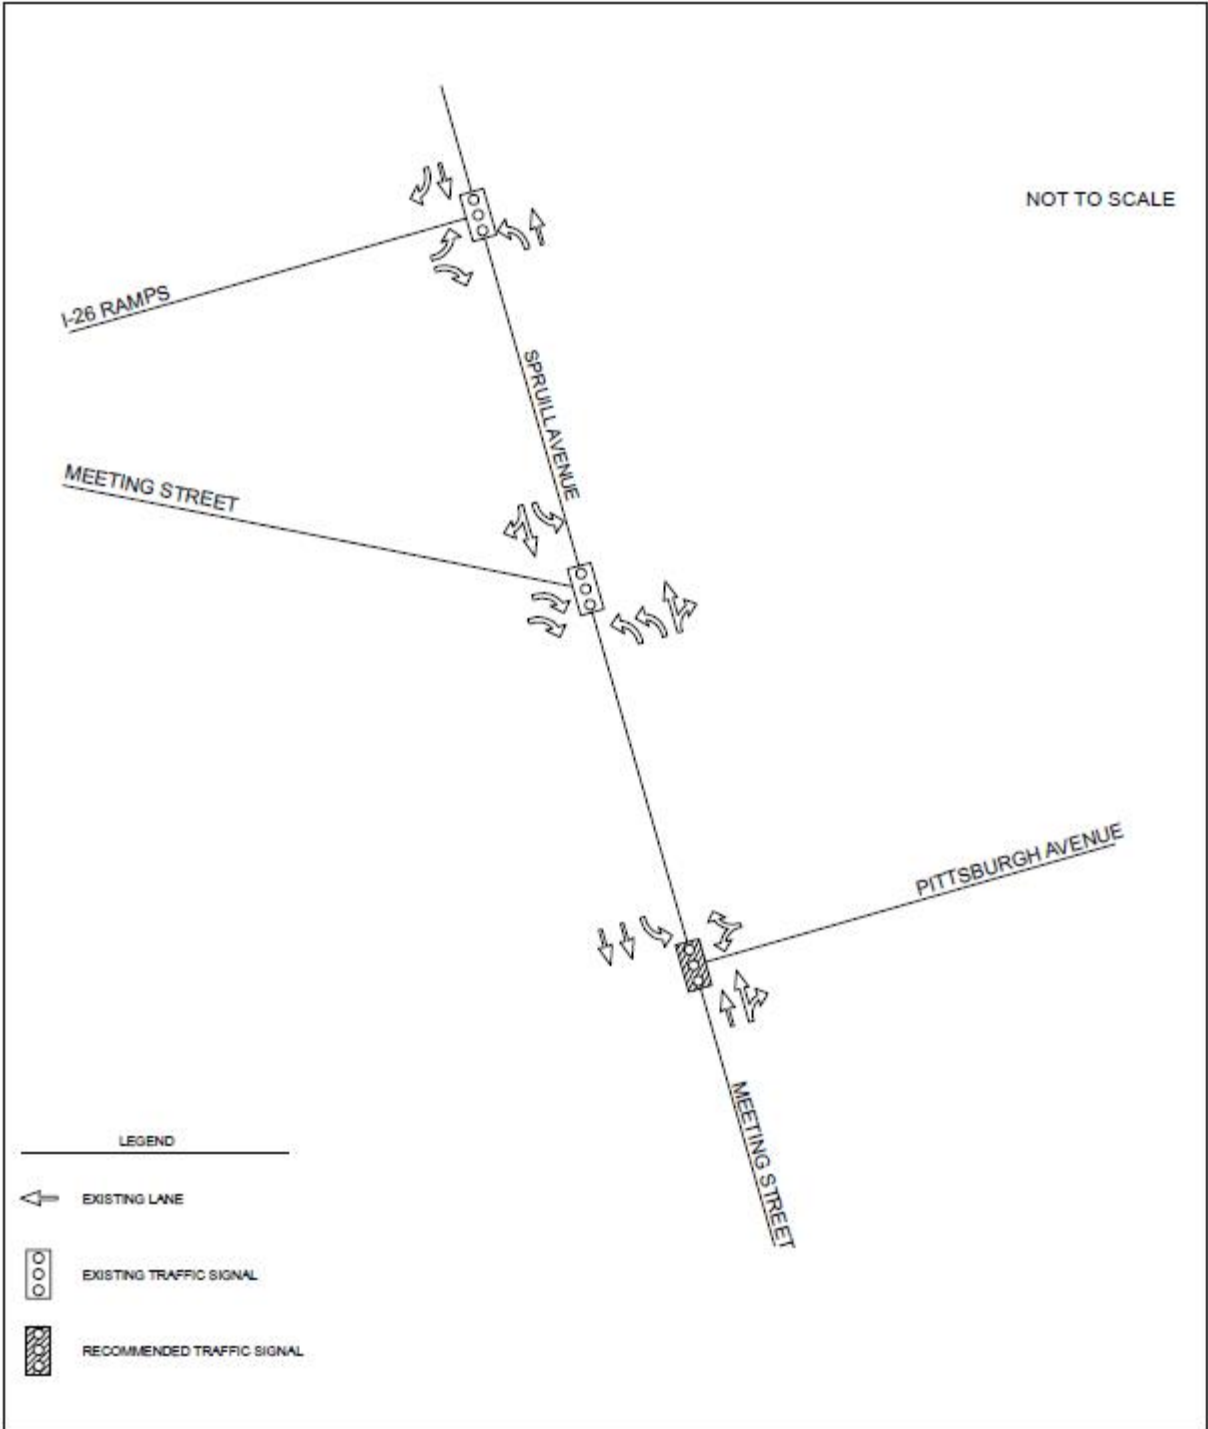 NOT TO SCALE
I-26 RAMPS
SPRUILL AVENUE
MEETING STREET
PITTSBURGH AVENUE
MEETING STREET
LEGEND
EXISTING LANE
EXISTING TRAFFIC SIGNAL
RECOMMENDED TRAFFIC SIGNAL